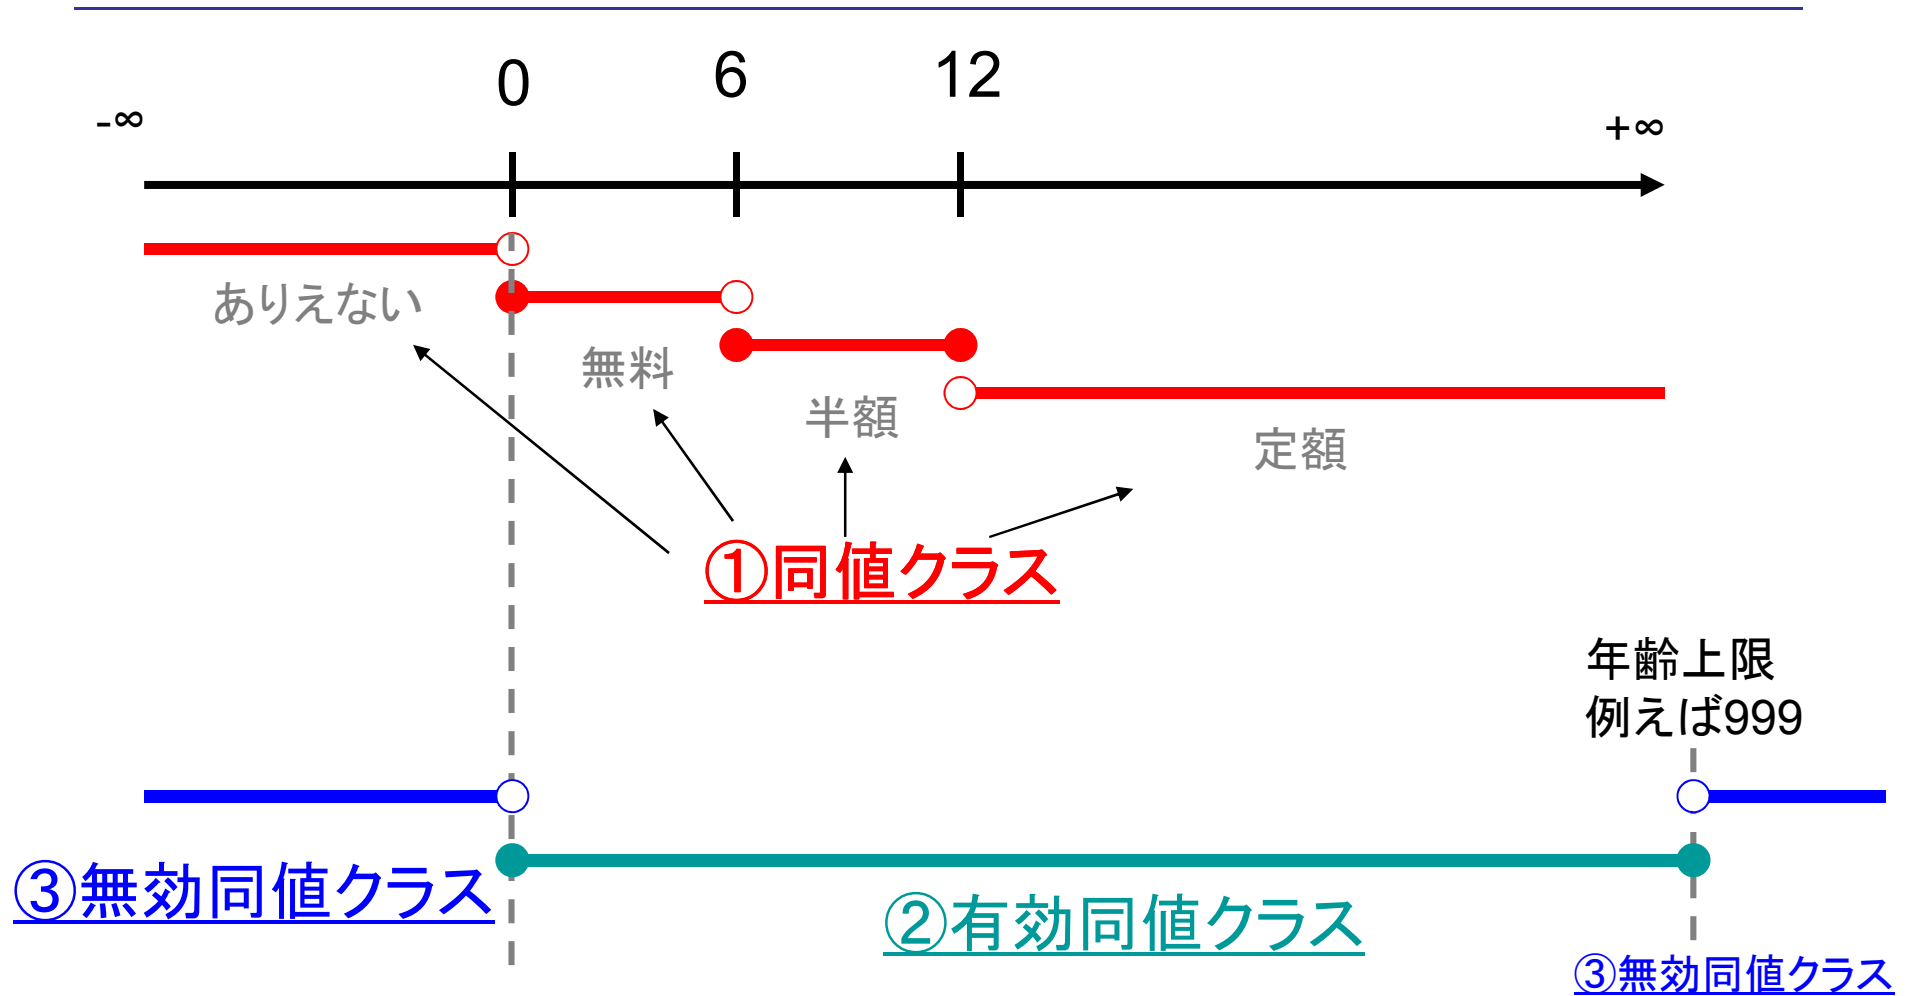 0
6
12
-∞
+∞
ありえない
無料
半額
定額
①同値クラス
年齢上限
例えば999
③無効同値クラス
②有効同値クラス
③無効同値クラス